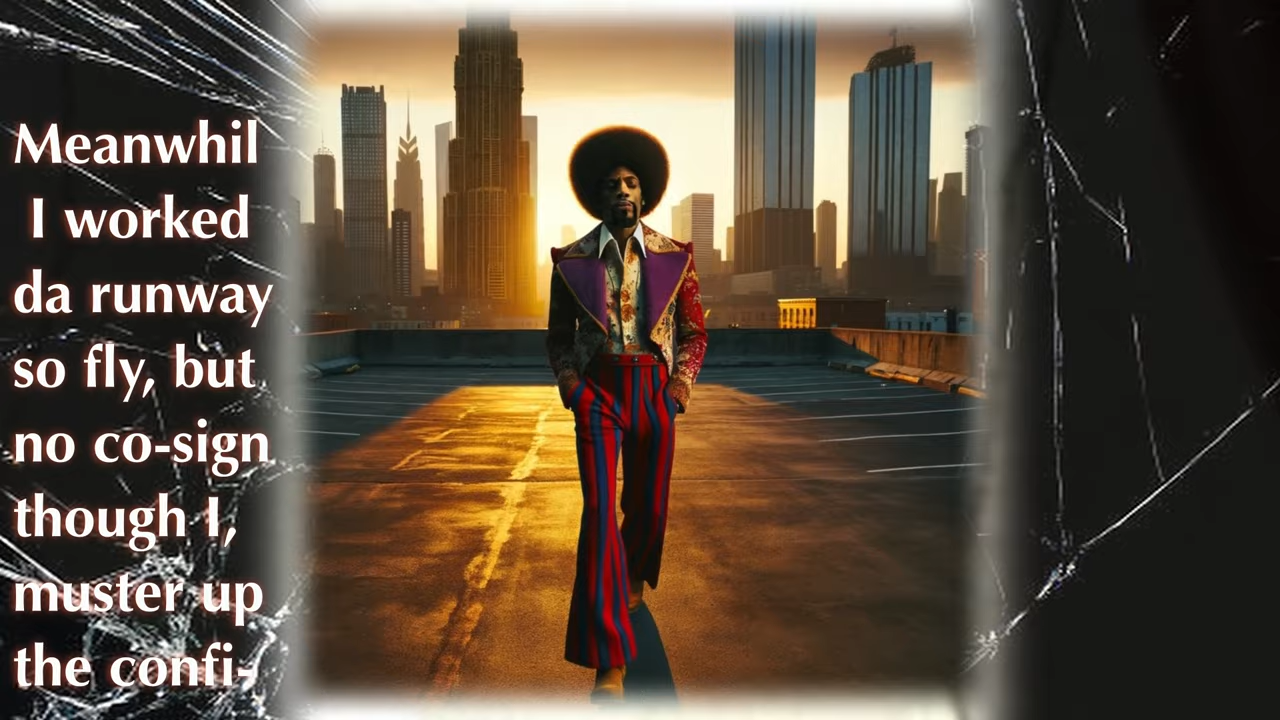 Meanwhil
I worked
da runway
so fly, but
no co-sign
though I,
muster up
the confi-